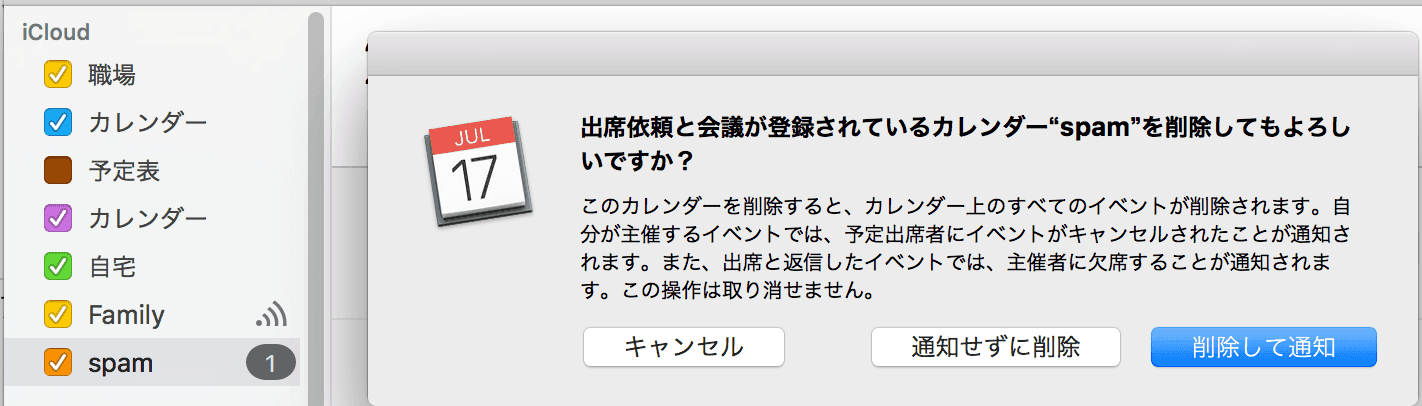 iCloud
職場
カレンダー
予定表
カレンダー
自宅
Family
spam
1
JUL
17
出席依頼と会議が登録されているカレンダー“spam”を削除してもよろし
いですか？
このカレンダーを削除すると、カレンダー上のすべてのイベントが削除されます。自
分が主催するイベントでは、予定出席者にイベントがキャンセルされたことが通知
されます。また、出席と返信したイベントでは、主催者に欠席することが通知されま
す。この操作は取り消せません。
キャンセル
通知せずに削除
削除して通知